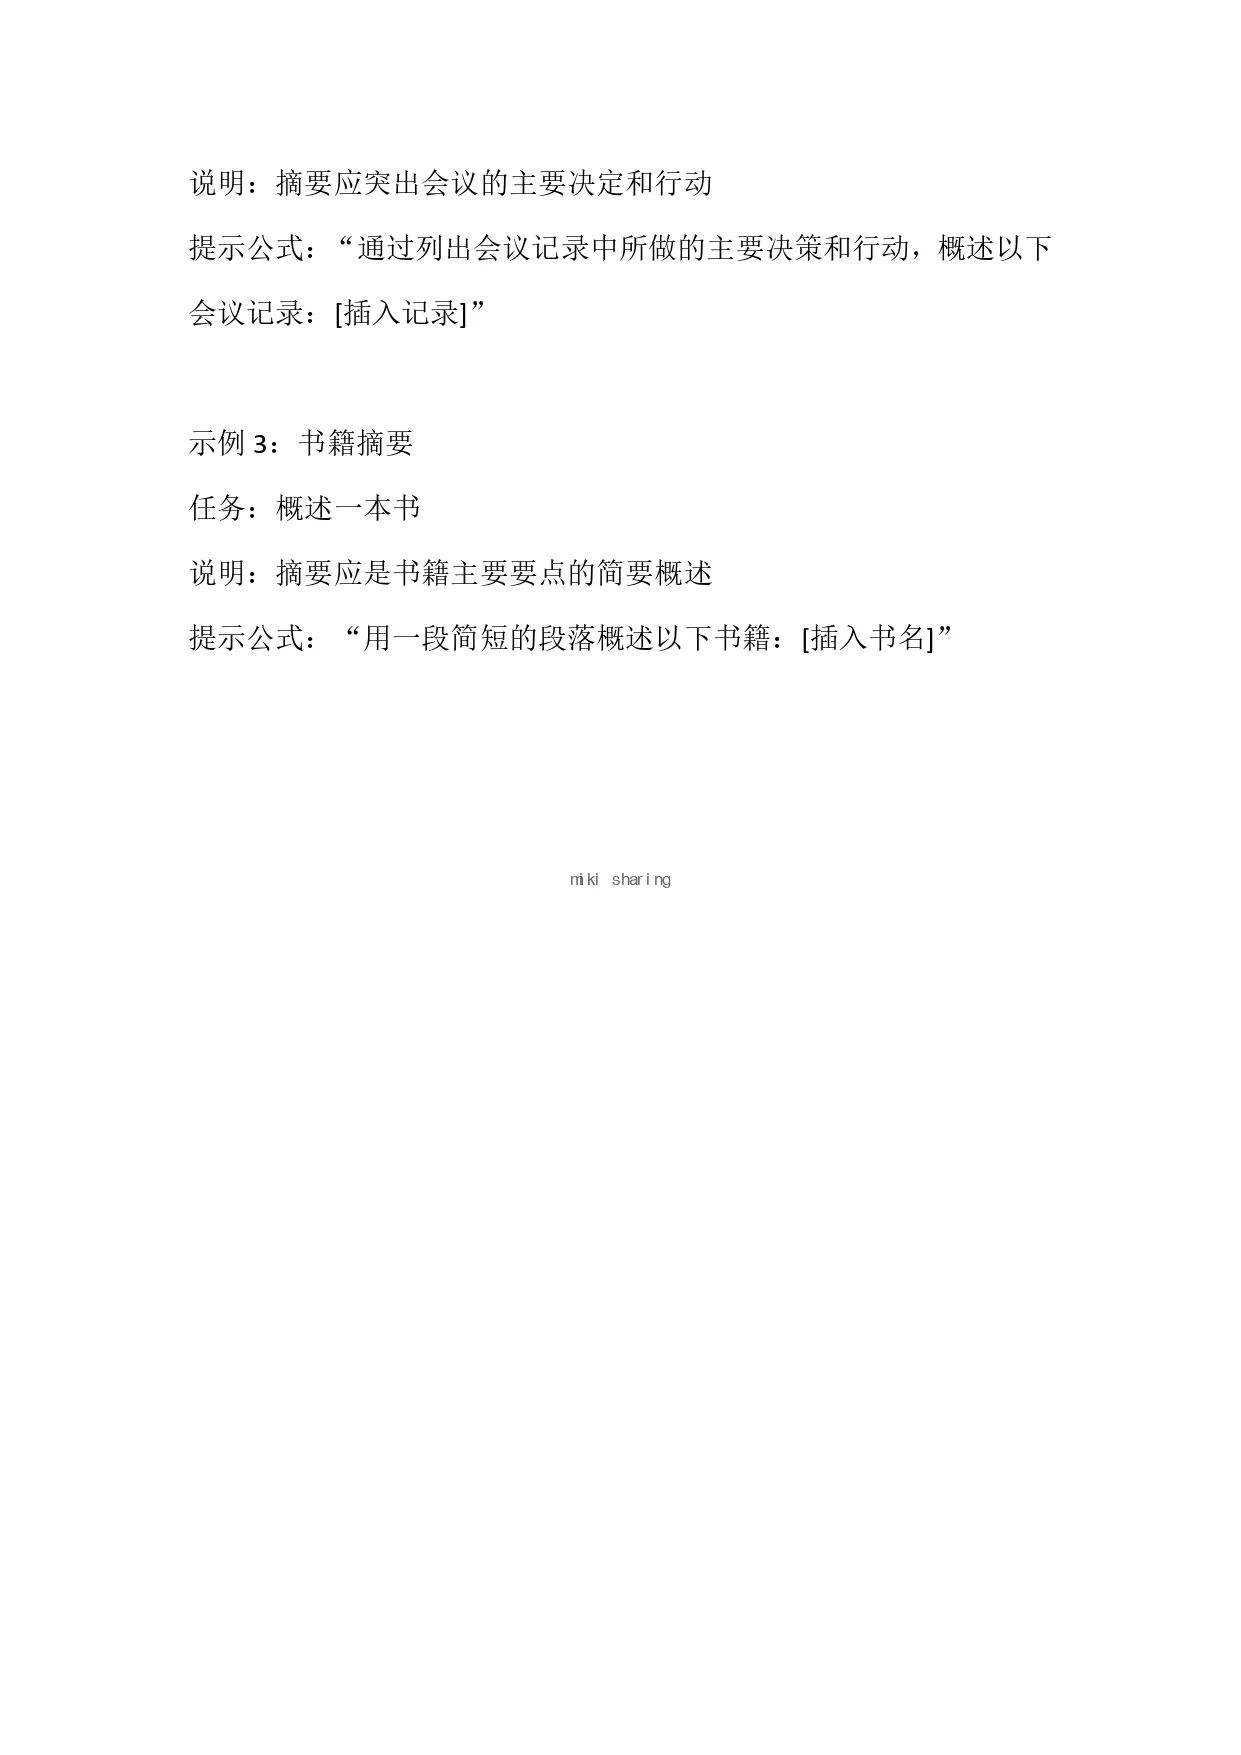 说明：摘要应突出会议的主要决定和行动
提示公式：“通过列出会议记录中所做的主要决策和行动，概述以下
会议记录：[插入记录]”
示例 3：书籍摘要
任务：概述一本书
说明：摘要应是书籍主要要点的简要概述
提示公式：“用一段简短的段落概述以下书籍：[插入书名]”
miki sharing